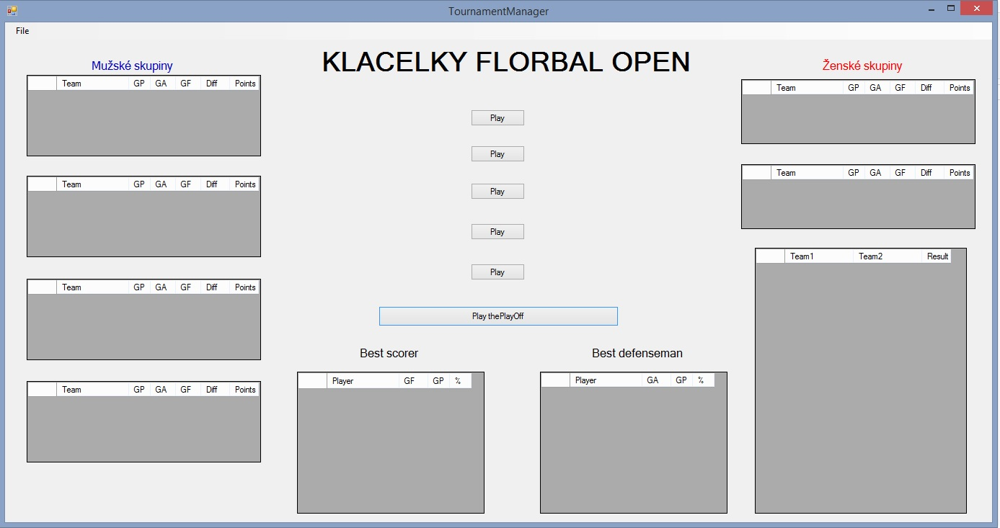 TournamentManager
File
KLACELKY FLORBAL OPEN
Mužské skupiny
Team GP GA GF Diff Points
Team GP GA GF Diff Points
Team GP GA GF Diff Points
Team GP GA GF Diff Points
Play
Play
Play
Play
Play
Play thePlayOff
Best scorer
Player GF GP %
Best defenseman
Player GA GP %
Ženské skupiny
Team GP GA GF Diff Points
Team GP GA GF Diff Points
Team1 Team2 Result